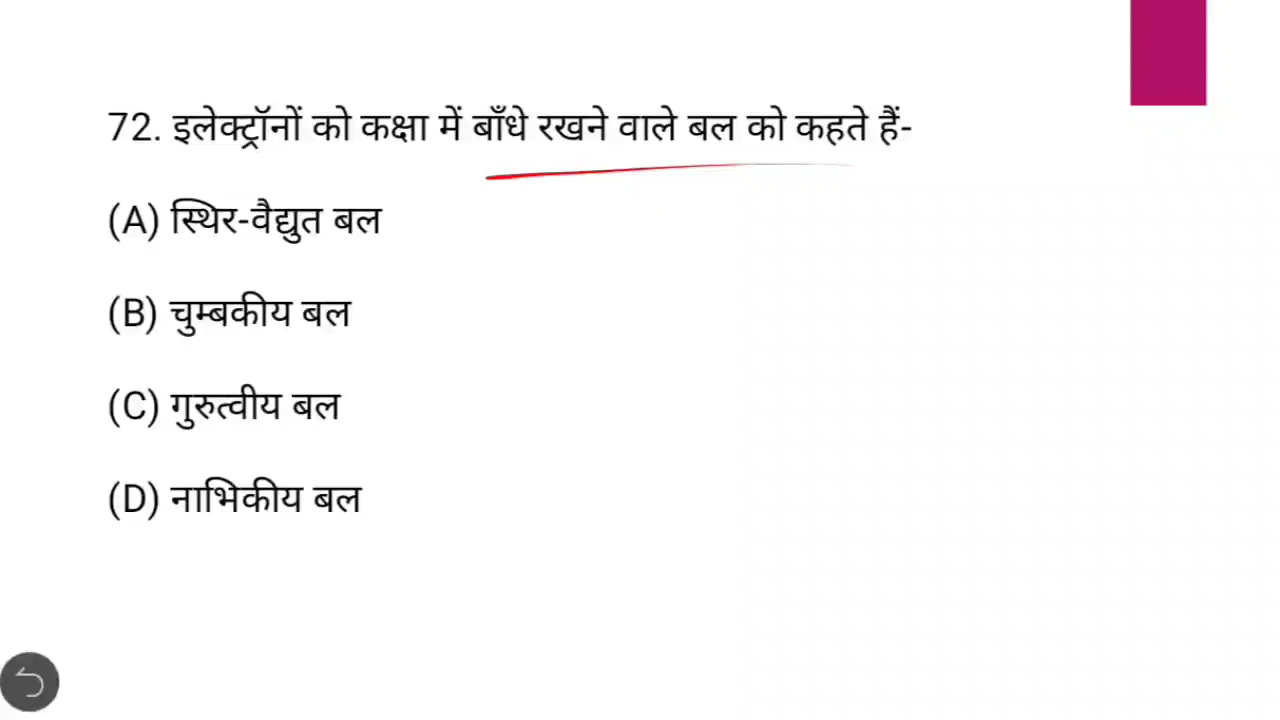 72. इलेक्ट्रॉनों को कक्षा में बाँधे रखने वाले बल को कहते हैं-
(A) स्थिर-वैद्युत बल
(B) चुम्बकीय बल
(C) गुरुत्वीय बल
(D) नाभिकीय बल